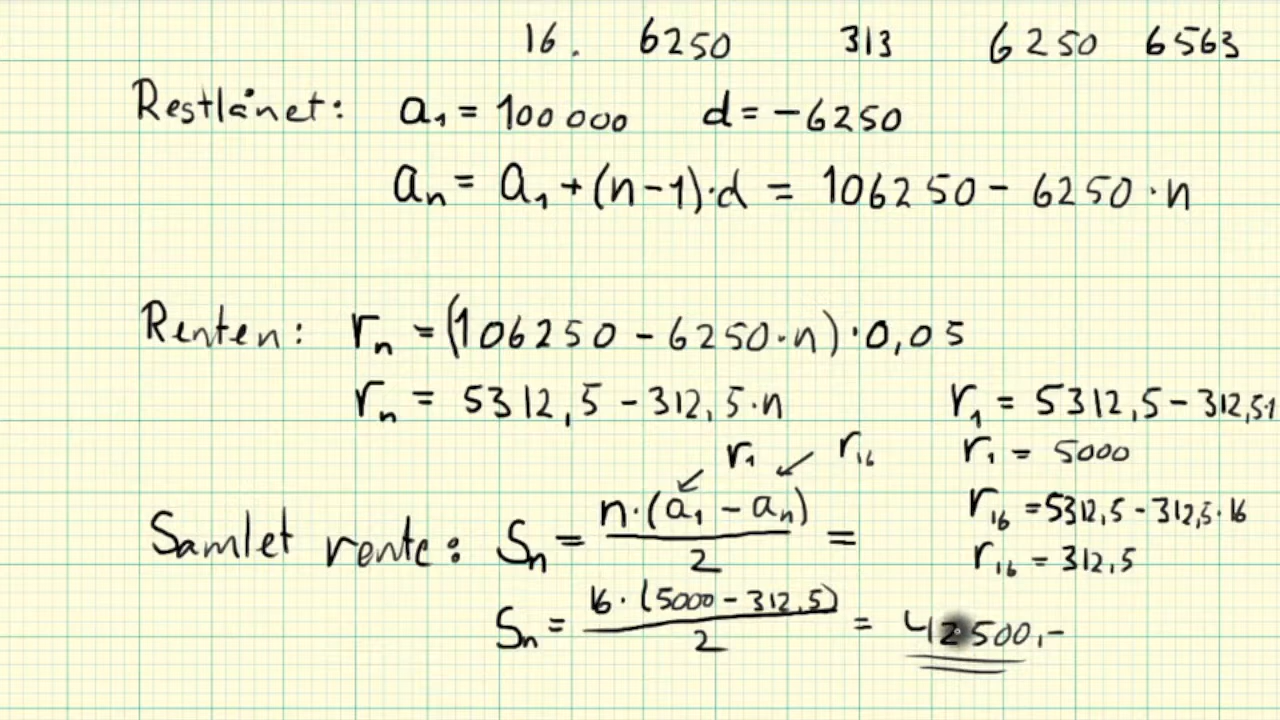 16. 6250 313 6250 6563
Restlånet: a₁ = 100 000 d = -6250
aₙ = a₁ + (n-1)·d = 106250 - 6250·n
Renten: rₙ = (106250 - 6250·n)·0,05
rₙ = 5312,5 - 312,5·n r₁ = 5312,5 - 312,5·1
r₁ r₁₆ r₁ = 5000
Samlet rente: Sₙ = n·(a₁ - aₙ)/2 = r₁₆ = 5312,5 - 312,5·16
r₁₆ = 312,5
Sₙ = 16·(5000 - 312,5)/2 = 42500,-